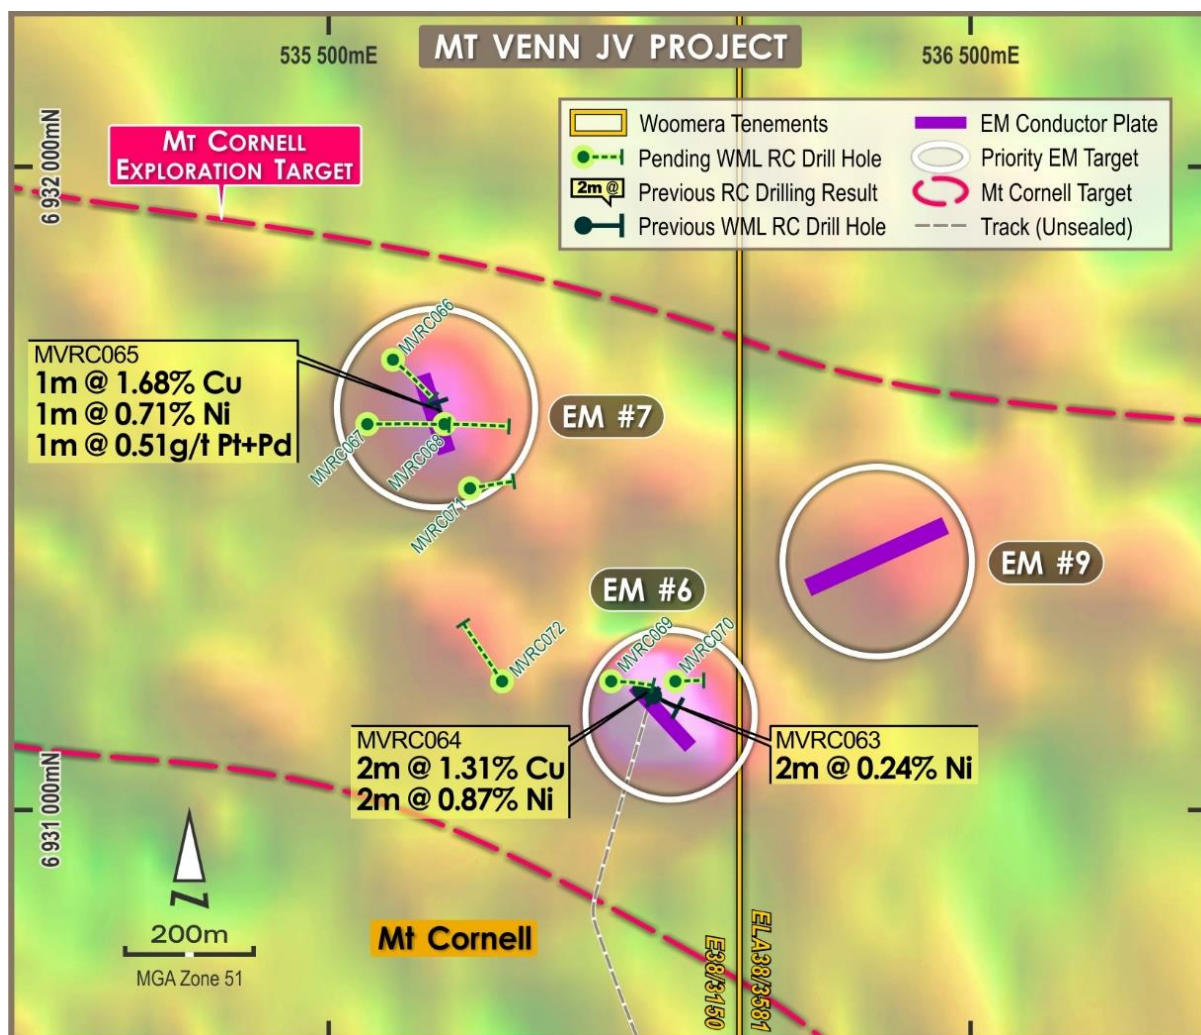 MT VENN JV PROJECT
535 500mE
536 500mE
6 932 000mN
6 931 000mN
Woomera Tenements
Pending WML RC Drill Hole
2m @
Previous RC Drilling Result
Previous WML RC Drill Hole
EM Conductor Plate
Priority EM Target
Mt Cornell Target
Track (Unsealed)
MT CORNELL
EXPLORATION TARGET
MVRC066
MVRC065
1m @ 1.68% Cu
1m @ 0.71% Ni
1m @ 0.51g/t Pt+Pd
EM #7
MVRC067
MVRC068
MVRC071
EM #9
EM #6
MVRC072
MVRC069
MVRC070
MVRC064
2m @ 1.31% Cu
2m @ 0.87% Ni
MVRC063
2m @ 0.24% Ni
N
200m
MGA Zone 51
Mt Cornell
E38/3150
ELA38/3581